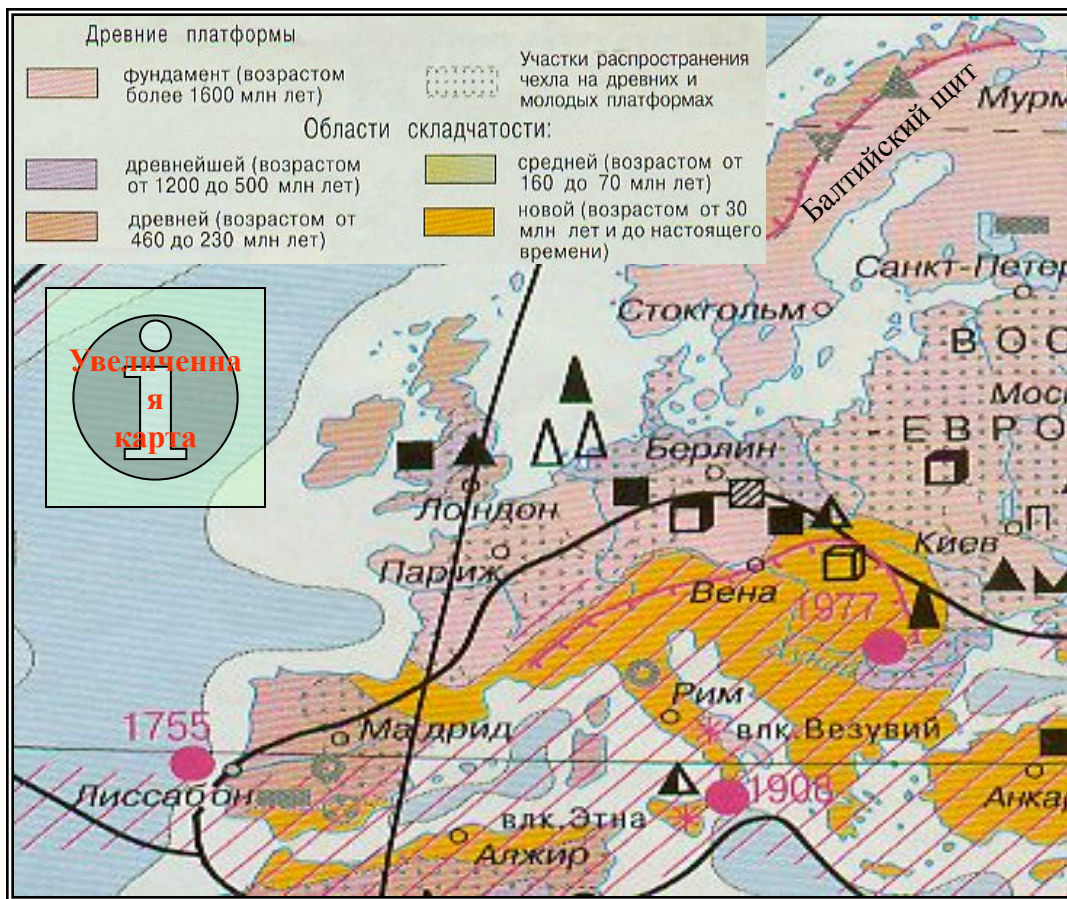 Древние платформы
фундамент (возрастом
более 1600 млн лет)
Участки распространения
чехла на древних и
молодых платформах
Области складчатости:
древнейшей (возрастом
от 1200 до 500 млн лет)
средней (возрастом от
160 до 70 млн лет)
древней (возрастом от
460 до 230 млн лет)
новой (возрастом от 30
млн лет и до настоящего
времени)
Балтийский щит
Мурм
Санкт-Петер
Стокгольм
Увеличенна
я
карта
i
В О С
Моск
Е В Р О
Берлин
Лондон
Париж
Киев
П
Вена
1977
Дунай
Рим
1755
Мадрид
влк.Везувий
Лиссабон
1908
влк.Этна
Анкар
Алжир